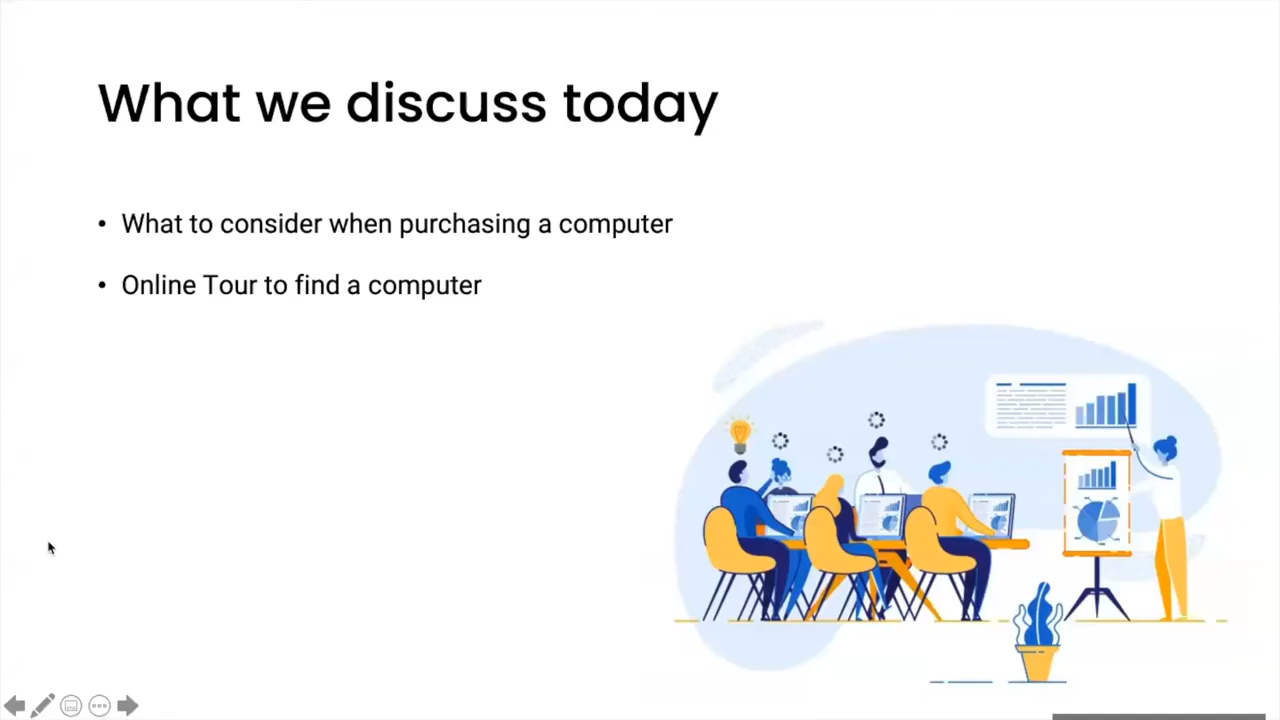 What we discuss today
• What to consider when purchasing a computer
• Online Tour to find a computer